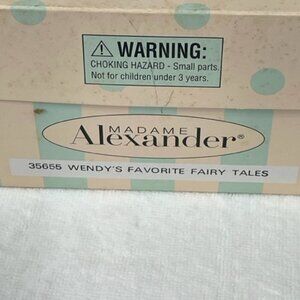 ⚠ WARNING:
CHOKING HAZARD - Small parts.
Not for children under 3 years.
MADAME
Alexander®
35655 WENDY'S FAVORITE FAIRY TALES